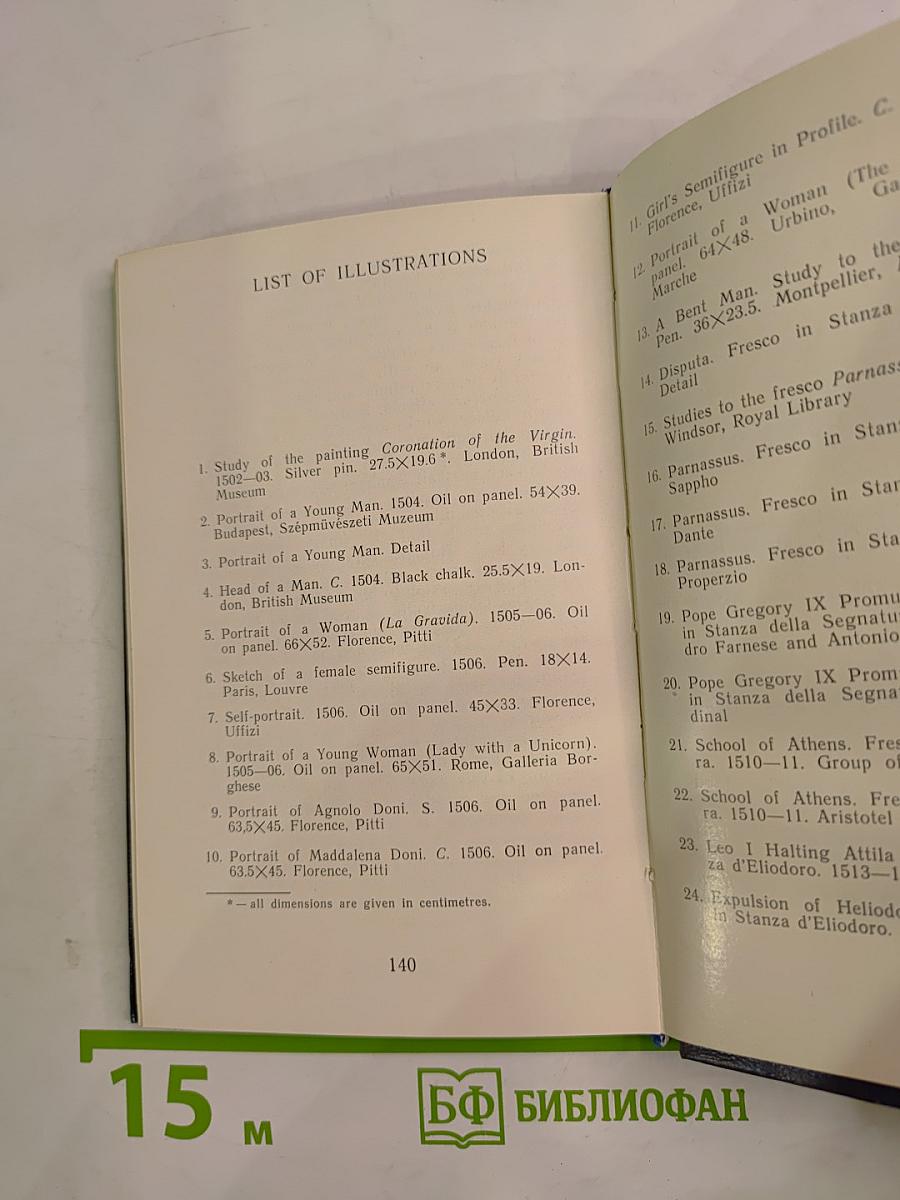 LIST OF ILLUSTRATIONS
1. Study of the painting Coronation of the Virgin.
1502—03. Silver pin. 27.5×19.6 *. London, British
Museum
2. Portrait of a Young Man. 1504. Oil on panel. 54×39.
Budapest, Szépművészeti Muzeum
3. Portrait of a Young Man. Detail
4. Head of a Man. C. 1504. Black chalk. 25.5×19. Lon-
don, British Museum
5. Portrait of a Woman (La Gravida). 1505—06. Oil
on panel. 66×52. Florence, Pitti
6. Sketch of a female semifigure. 1506. Pen. 18×14.
Paris, Louvre
7. Self-portrait. 1506. Oil on panel. 45×33. Florence,
Uffizi
8. Portrait of a Young Woman (Lady with a Unicorn).
1505—06. Oil on panel. 65×51. Rome, Galleria Bor-
ghese
9. Portrait of Agnolo Doni. S. 1506. Oil on panel.
63,5×45. Florence, Pitti
10. Portrait of Maddalena Doni. C. 1506. Oil on panel.
63.5×45. Florence, Pitti
* — all dimensions are given in centimetres.
140
11. Girl's Semifigure in Profile. C.
Florence, Uffizi
12. Portrait of a Woman (The
panel. 64×48. Urbino, Ga
Marche
13. A Bent Man. Study to the
Pen. 36×23.5. Montpellier,
14. Disputa. Fresco in Stanza
Detail
15. Studies to the fresco Parnass
Windsor, Royal Library
16. Parnassus. Fresco in Stan
Sappho
17. Parnassus. Fresco in Stan
Dante
18. Parnassus. Fresco in Sta
Properzio
19. Pope Gregory IX Promu
in Stanza della Segnatu
dro Farnese and Antonio
20. Pope Gregory IX Prom
in Stanza della Segna
dinal
21. School of Athens. Fres
ra. 1510—11. Group of
22. School of Athens. Fre
ra. 1510—11. Aristotel
23. Leo I Halting Attila
za d'Eliodoro. 1513—1
24. Expulsion of Heliodo
in Stanza d'Eliodoro.
15 м
БФ БИБЛИОФАН